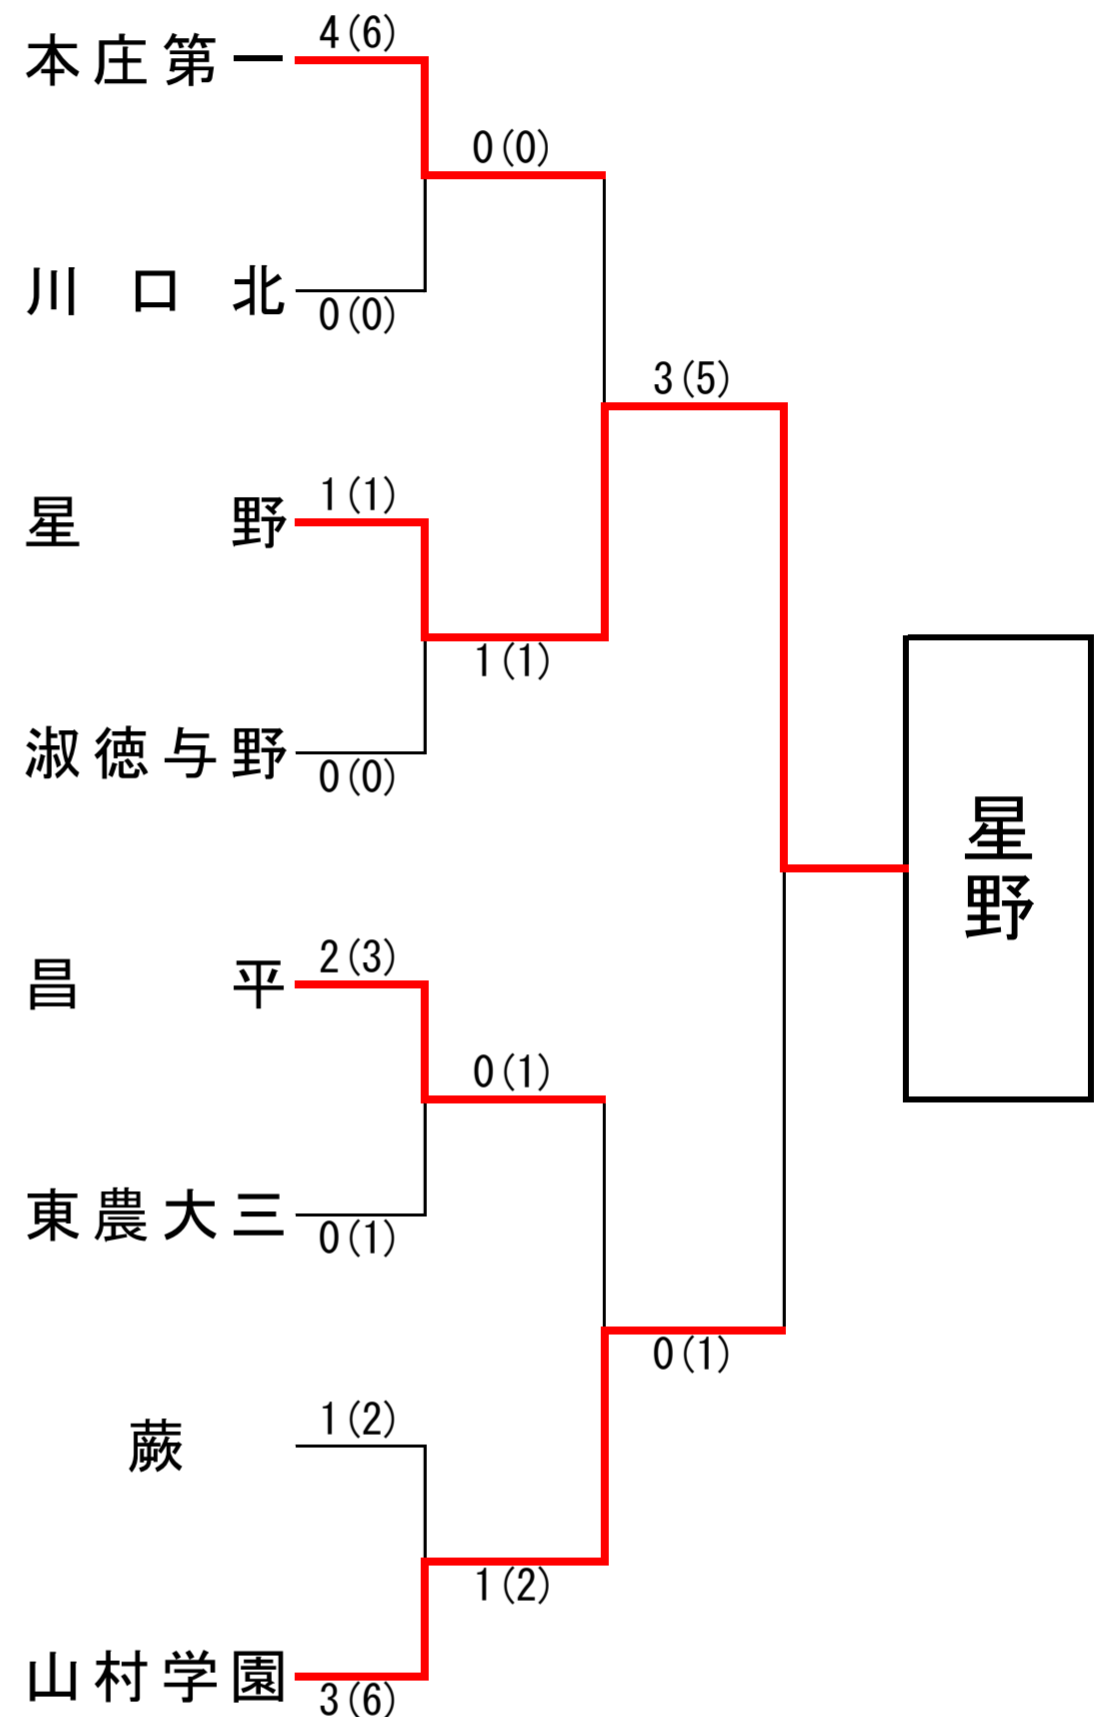 4(6)
本庄第一
0(0)
川口北
0(0)
3(5)
1(1)
星野
1(1)
淑徳与野
0(0)
星野
2(3)
昌平
0(1)
東農大三
0(1)
0(1)
1(2)
蕨
1(2)
山村学園
3(6)